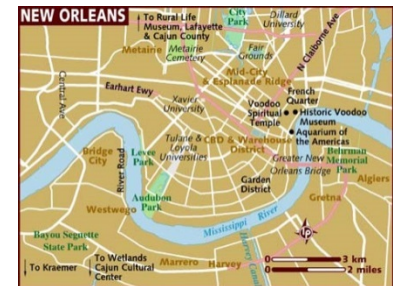 NEW ORLEANS
To Rural Life
Museum, Lafayette
& Cajun County
City
Park
Dillard
University
N Claiborne Ave
Metairie
Metairie
Cemetery
Fair
Grounds
Central Ave
Earhart Ewy
Mid-City
& Esplanade Ridge
Xavier
University
French
Quarter
Voodoo
Spiritual
Temple
Historic Voodoo
Museum
Aquarium of
the Americas
Tulane &
Loyola
Universities
CBD & Warehouse
District
Bridge
City
River Road
Levee
Park
Greater New
Orleans Bridge
Behrman
Memorial
Park
Algiers
Garden
District
Audubon
Park
Westwego
Gretna
Mississippi River
Bayou Segnette
State Park
Harvey Canal
To Kraemer
To Wetlands
Cajun Cultural
Center
Marrero
Harvey
0 3 km
0 2 miles